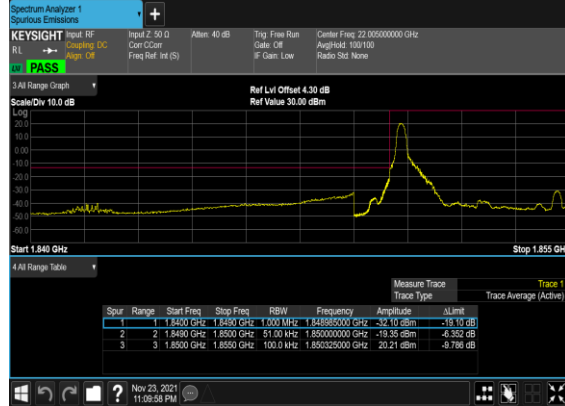 Spectrum Analyzer 1
Spurious Emissions
KEYSIGHT Input: RF Input Z: 50 Ω Atten: 40 dB Trig: Free Run Center Freq: 22.005000000 GHz
RL Coupling: DC Corr CCorr Gate: Off Avg|Hold: 100/100
Align: Off Freq Ref: Int (S) IF Gain: Low Radio Std: None
LW PASS
3 All Range Graph Ref Lvl Offset 4.30 dB
Scale/Div 10.0 dB Ref Value 30.00 dBm
Log
20.0
10.0
0.00
-10.0
-20.0
-30.0
-40.0
-50.0
-60.0
Start 1.840 GHz Stop 1.855 GH
4 All Range Table
Measure Trace Trace 1
Trace Type Trace Average (Active)
Spur Range Start Freq Stop Freq RBW Frequency Amplitude ΔLimit
1 1 1.8400 GHz 1.8490 GHz 1.000 MHz 1.848985000 GHz -32.10 dBm -19.10 dB
2 2 1.8490 GHz 1.8500 GHz 51.00 kHz 1.850000000 GHz -19.35 dBm -6.352 dB
3 3 1.8500 GHz 1.8550 GHz 100.0 kHz 1.850325000 GHz 20.21 dBm -9.786 dB
? Nov 23, 2021
11:09:58 PM